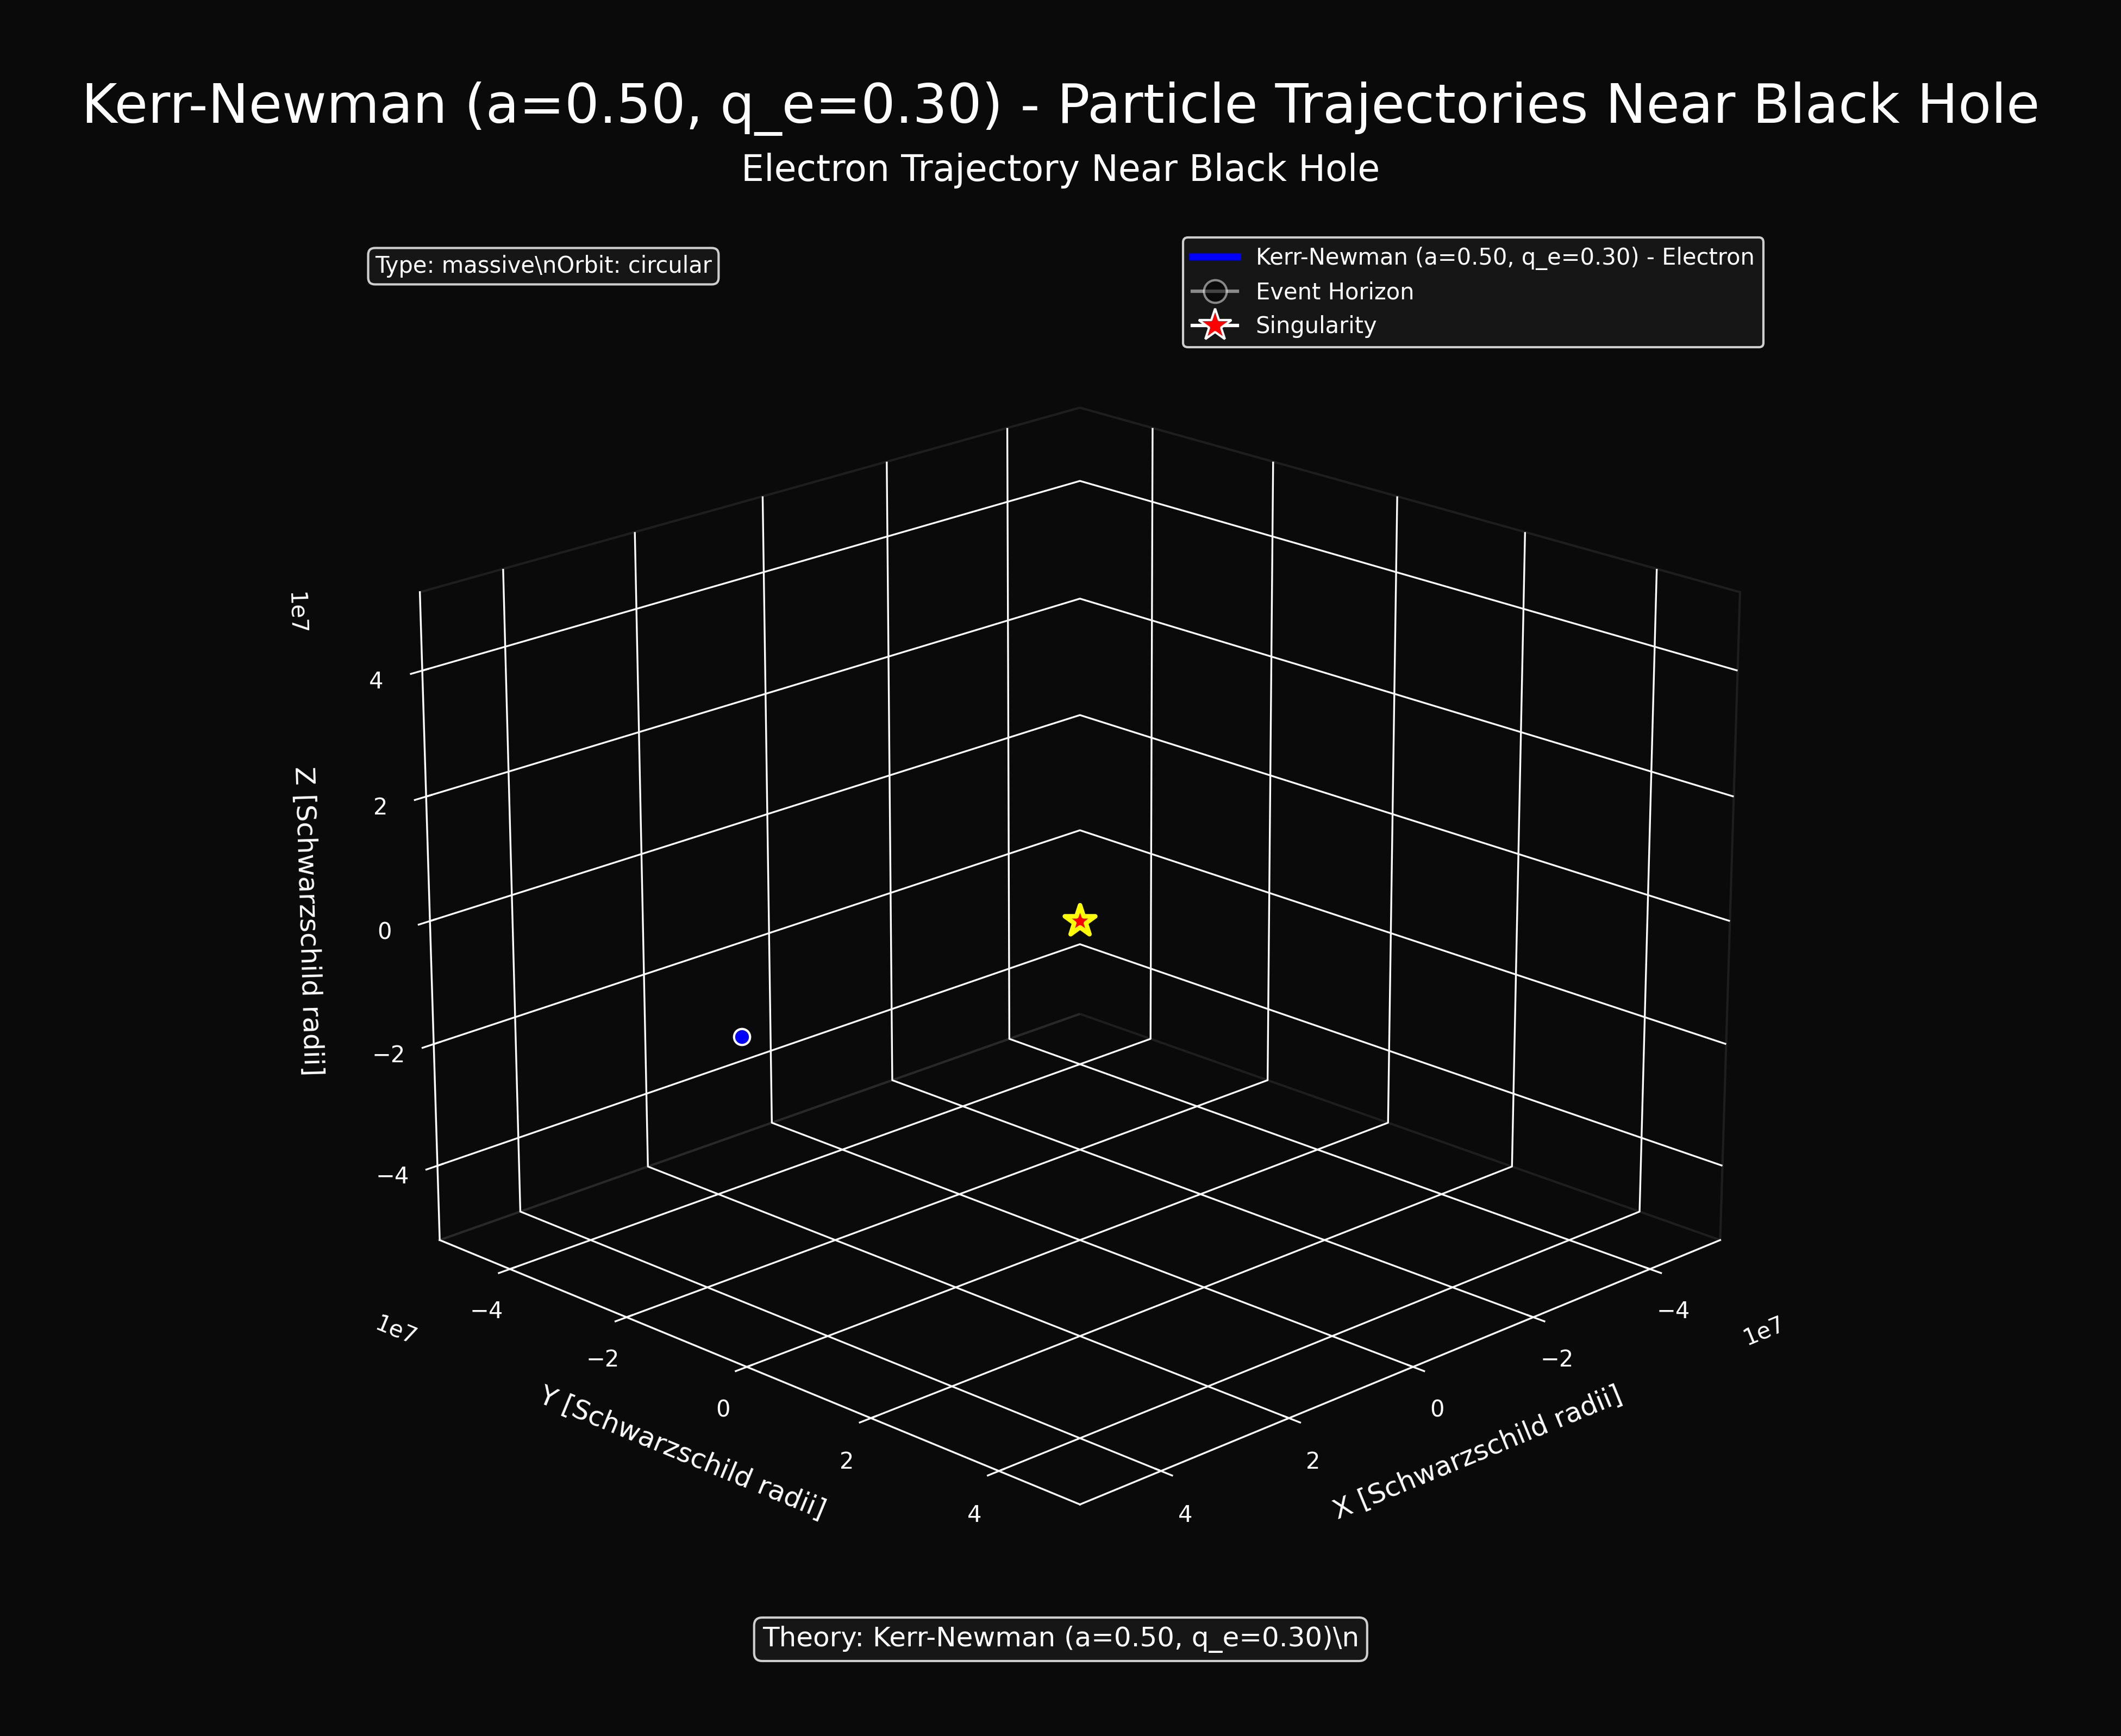 Kerr-Newman (a=0.50, q_e=0.30) - Particle Trajectories Near Black Hole
Electron Trajectory Near Black Hole
Type: massive\nOrbit: circular
Kerr-Newman (a=0.50, q_e=0.30) - Electron
Event Horizon
Singularity
1e7
4
2
0
−2
−4
Z [Schwarzschild radii]
1e7
−4
−2
0
2
4
Y [Schwarzschild radii]
4
2
0
−2
−4
1e7
X [Schwarzschild radii]
Theory: Kerr-Newman (a=0.50, q_e=0.30)\n